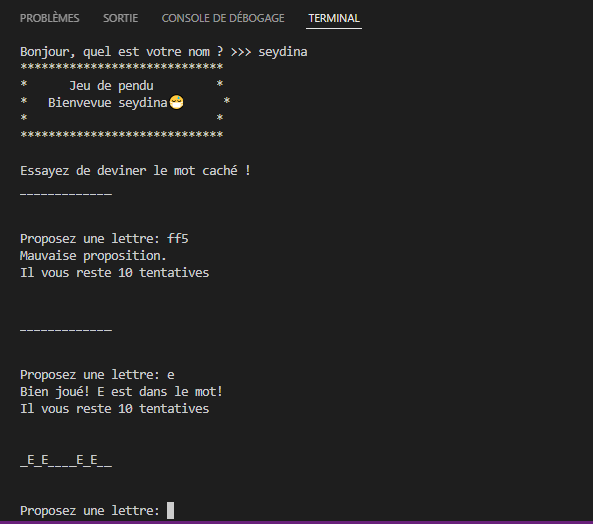 PROBLÈMES SORTIE CONSOLE DE DÉBOGAGE TERMINAL
Bonjour, quel est votre nom ? >>> seydina
*****************************
*      Jeu de pendu         *
*   Bienvevue seydina😷      *
*                           *
*****************************
Essayez de deviner le mot caché !
_____________
Proposez une lettre: ff5
Mauvaise proposition.
Il vous reste 10 tentatives
_____________
Proposez une lettre: e
Bien joué! E est dans le mot!
Il vous reste 10 tentatives
_E_E____E_E__
Proposez une lettre: